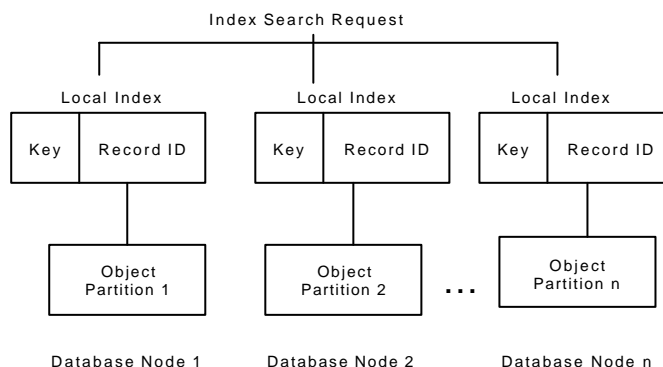 Index Search Request
Local Index Local Index Local Index
Key Record ID Key Record ID Key Record ID
Object Partition 1
Object Partition 2
...
Object Partition n
Database Node 1 Database Node 2 Database Node n